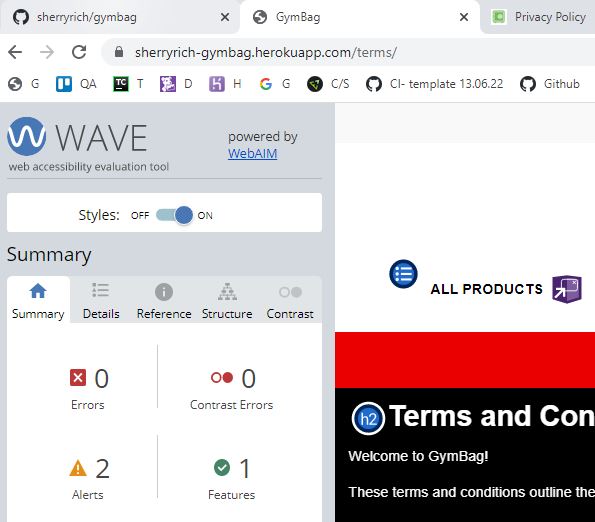 sherryrich/gymbag
GymBag
Privacy Policy
sherryrich-gymbag.herokuapp.com/terms/
G QA T D H G C/S CI- template 13.06.22 Github
WAVE
web accessibility evaluation tool
powered by
WebAIM
Styles: OFF ON
Summary
Summary Details Reference Structure Contrast
0
Errors
0
Contrast Errors
2
Alerts
1
Features
ALL PRODUCTS
h2 Terms and Con
Welcome to GymBag!
These terms and conditions outline the